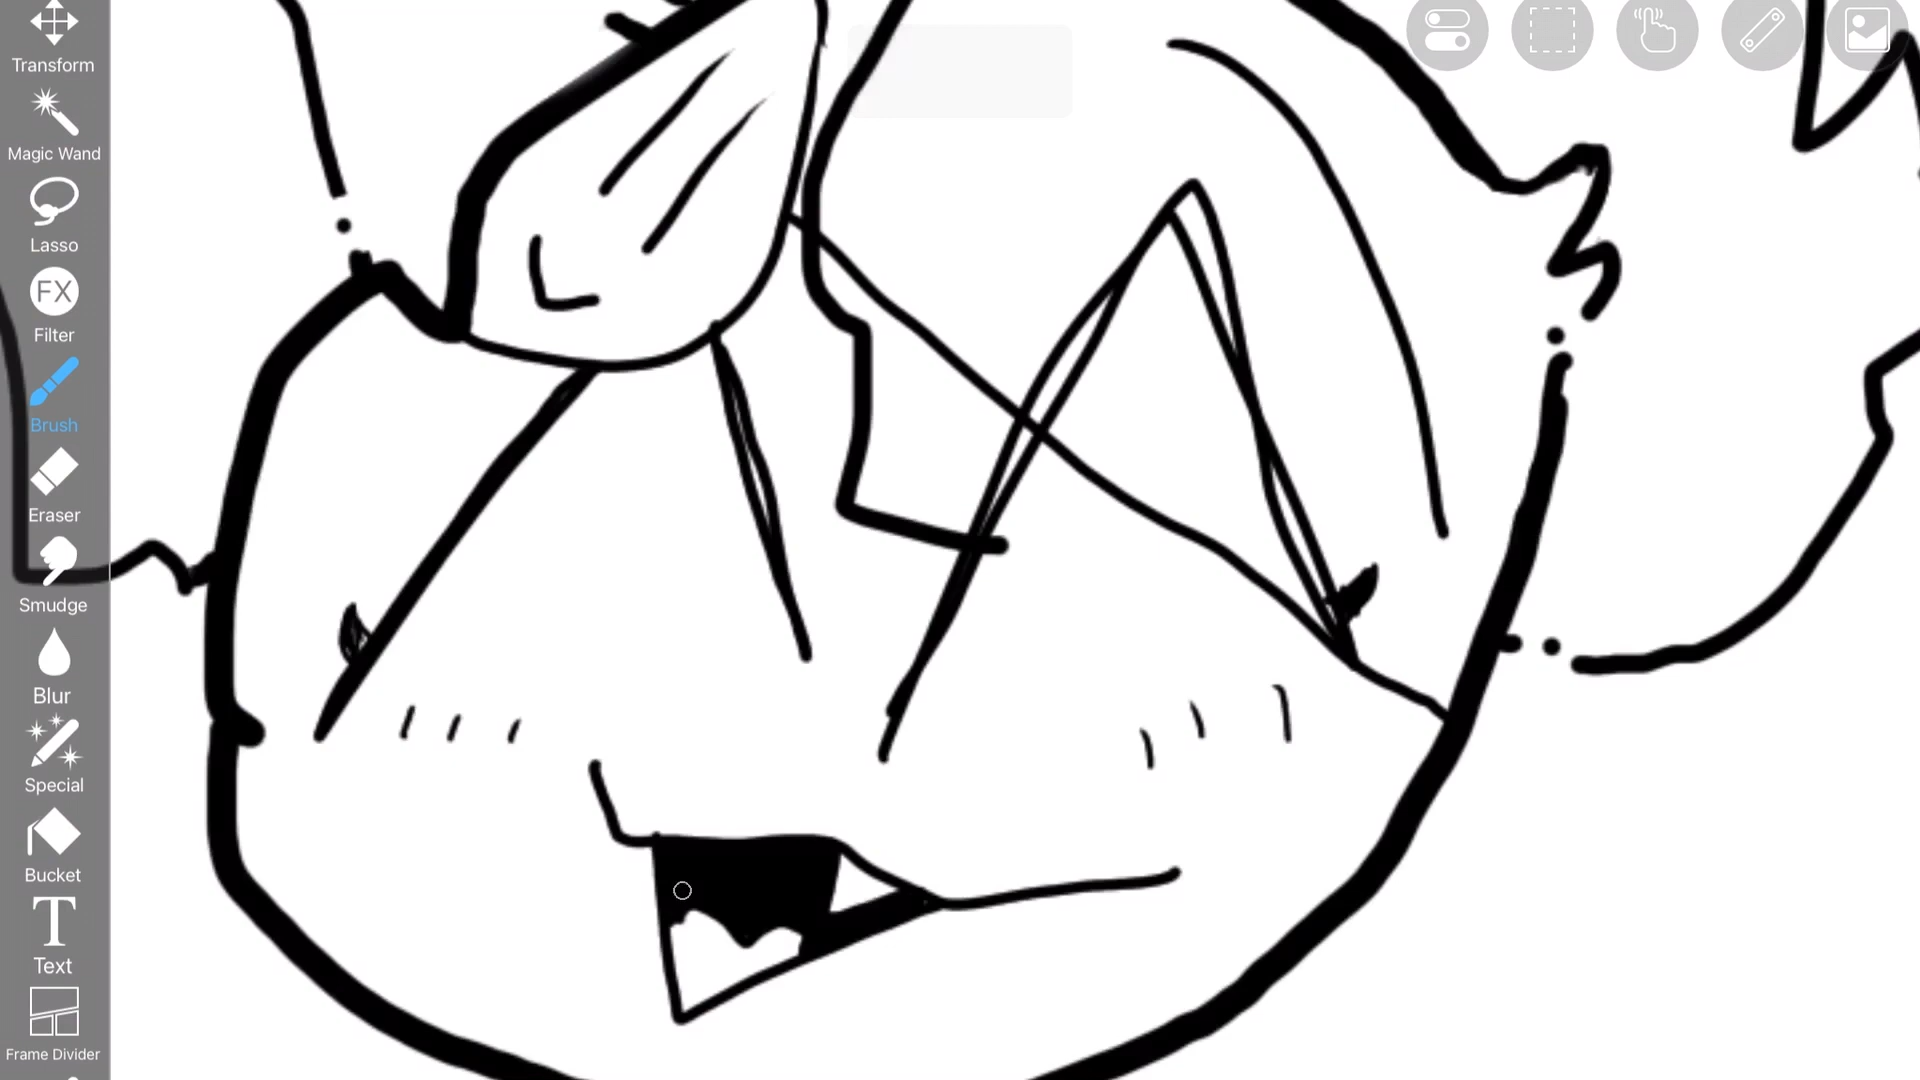 Transform
Magic Wand
Lasso
FX
Filter
Brush
Eraser
Smudge
Blur
Special
Bucket
T
Text
Frame Divider